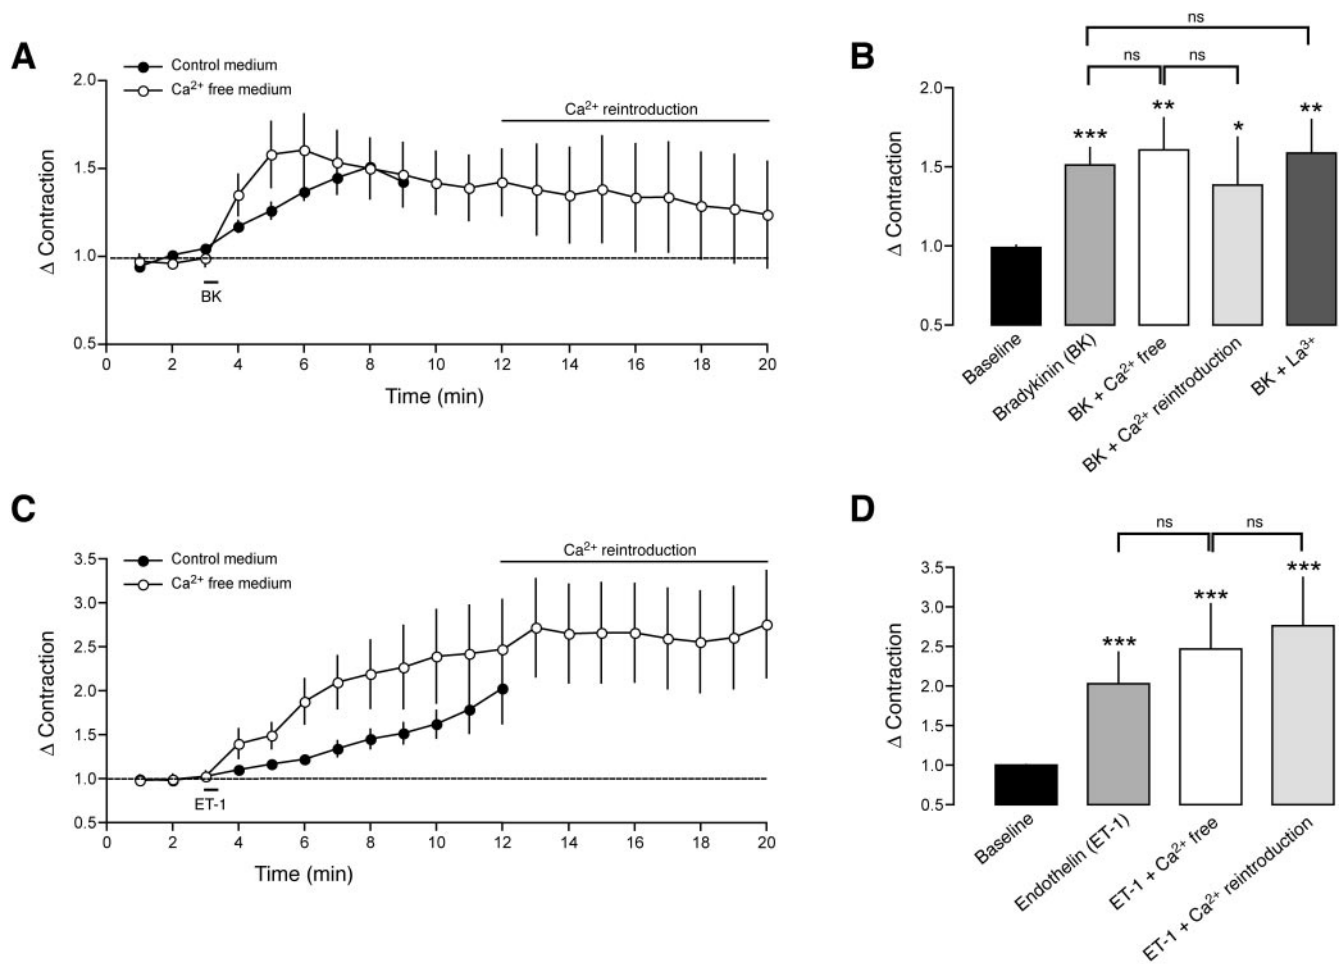 A
Control medium
Ca²⁺ free medium
Ca²⁺ reintroduction
Δ Contraction
2.0
1.5
1.0
0.5
BK
0 2 4 6 8 10 12 14 16 18 20
Time (min)
B
ns
ns ns
Δ Contraction
2.0
1.5
1.0
0.5
*** ** * **
Baseline
Bradykinin (BK)
BK + Ca²⁺ free
BK + Ca²⁺ reintroduction
BK + La³⁺
C
Control medium
Ca²⁺ free medium
Ca²⁺ reintroduction
Δ Contraction
3.5
3.0
2.5
2.0
1.5
1.0
0.5
ET-1
0 2 4 6 8 10 12 14 16 18 20
Time (min)
D
ns ns
Δ Contraction
3.5
3.0
2.5
2.0
1.5
1.0
0.5
*** *** ***
Baseline
Endothelin (ET-1)
ET-1 + Ca²⁺ free
ET-1 + Ca²⁺ reintroduction